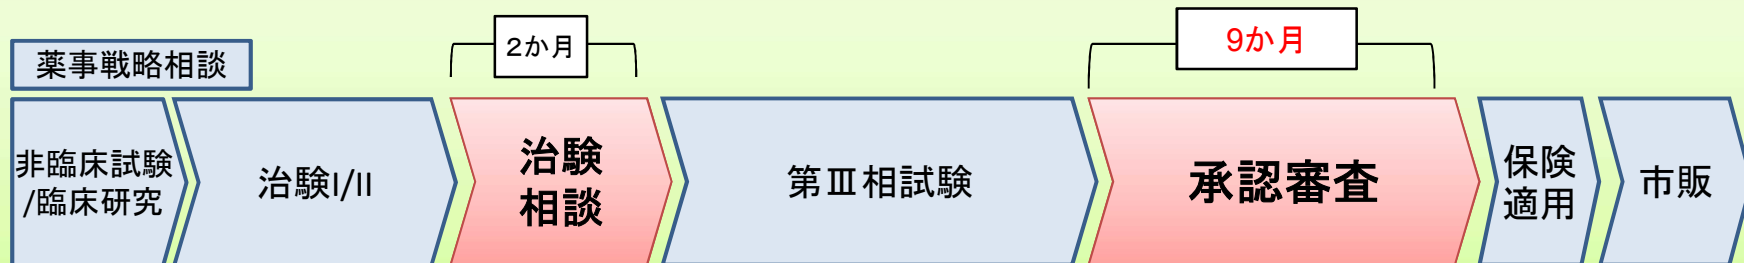 2か月
9か月
薬事戦略相談
非臨床試験
/臨床研究
治験I/II
治験
相談
第Ⅲ相試験
承認審査
保険
適用
市販